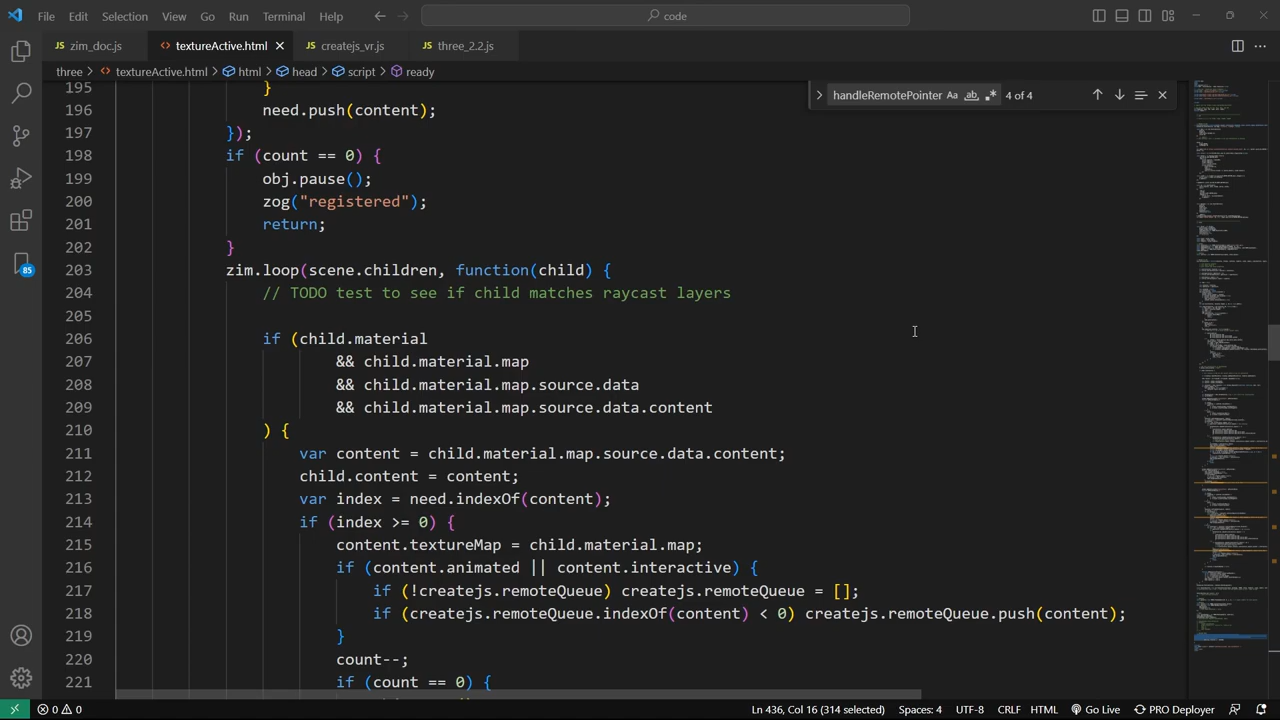 File Edit Selection View Go Run Terminal Help
code
zim_doc.js textureActive.html createjs_vr.js three_2.2.js
three > textureActive.html > html > head > script > ready
handleRemotePointer ab 4 of 4
195 }
196 need.push(content);
197 });
198 if (count == 0) {
199 obj.pause();
200 zog("registered");
201 return;
202 }
203 zim.loop(scene.children, function(child) {
204 // TODO test to see if child matches raycast layers
205
206 if (child.material
207 && child.material.map
208 && child.material.map.source.data
209 && child.material.map.source.data.content
210 ) {
211 var content = child.material.map.source.data.content;
212 child.content = content;
213 var index = need.indexOf(content);
214 if (index >= 0) {
215 content.textureMap = child.material.map;
216 if (content.animated || content.interactive) {
217 if (!createjs.remoteQueue) createjs.remoteQueue = [];
218 if (createjs.remoteQueue.indexOf(content) < 0) createjs.remoteQueue.push(content);
219 }
220 count--;
221 if (count == 0) {
85
0 0 Ln 436, Col 16 (314 selected) Spaces: 4 UTF-8 CRLF HTML Go Live PRO Deployer